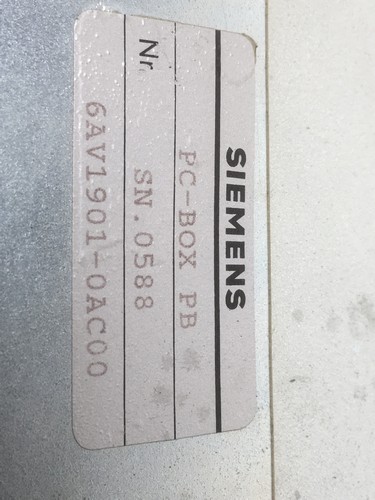 SIEMENS
PC-BOX PB
SN.0588
Nr.
6AV1901-0AC00